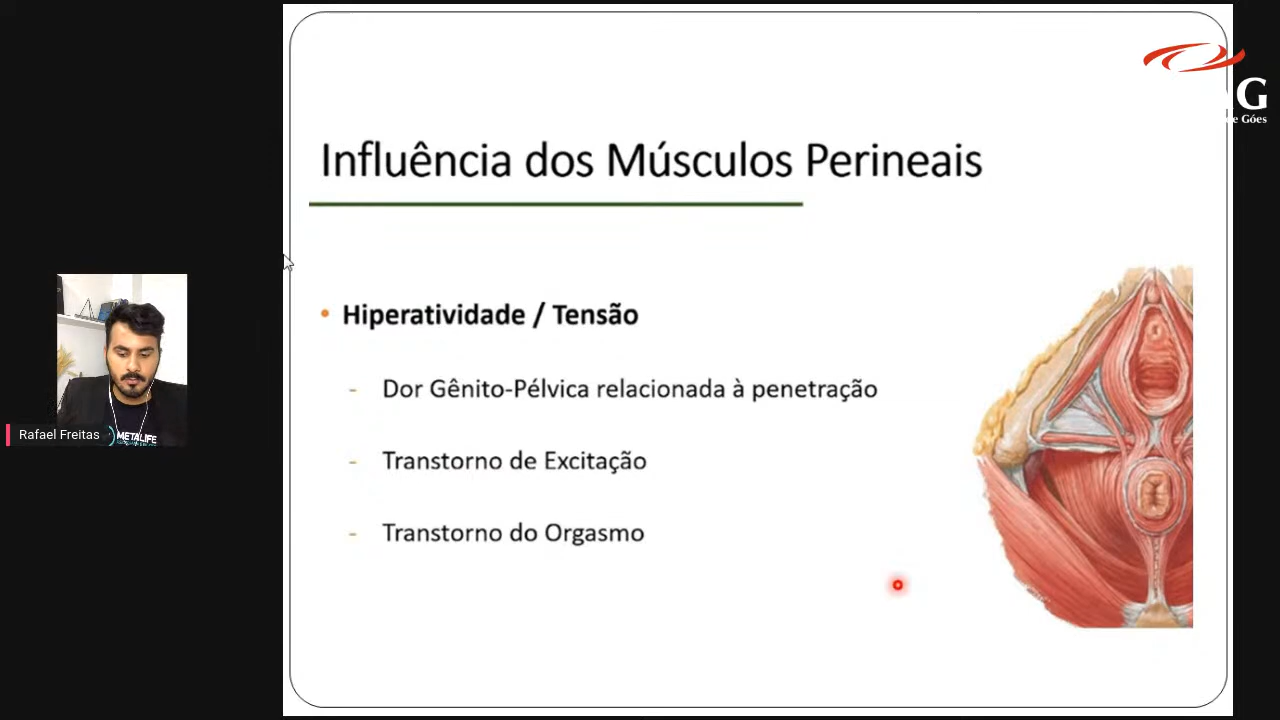 Influência dos Músculos Perineais
• Hiperatividade / Tensão
- Dor Gênito-Pélvica relacionada à penetração
- Transtorno de Excitação
- Transtorno do Orgasmo
Rafael Freitas
METALIFE
G
de Góes